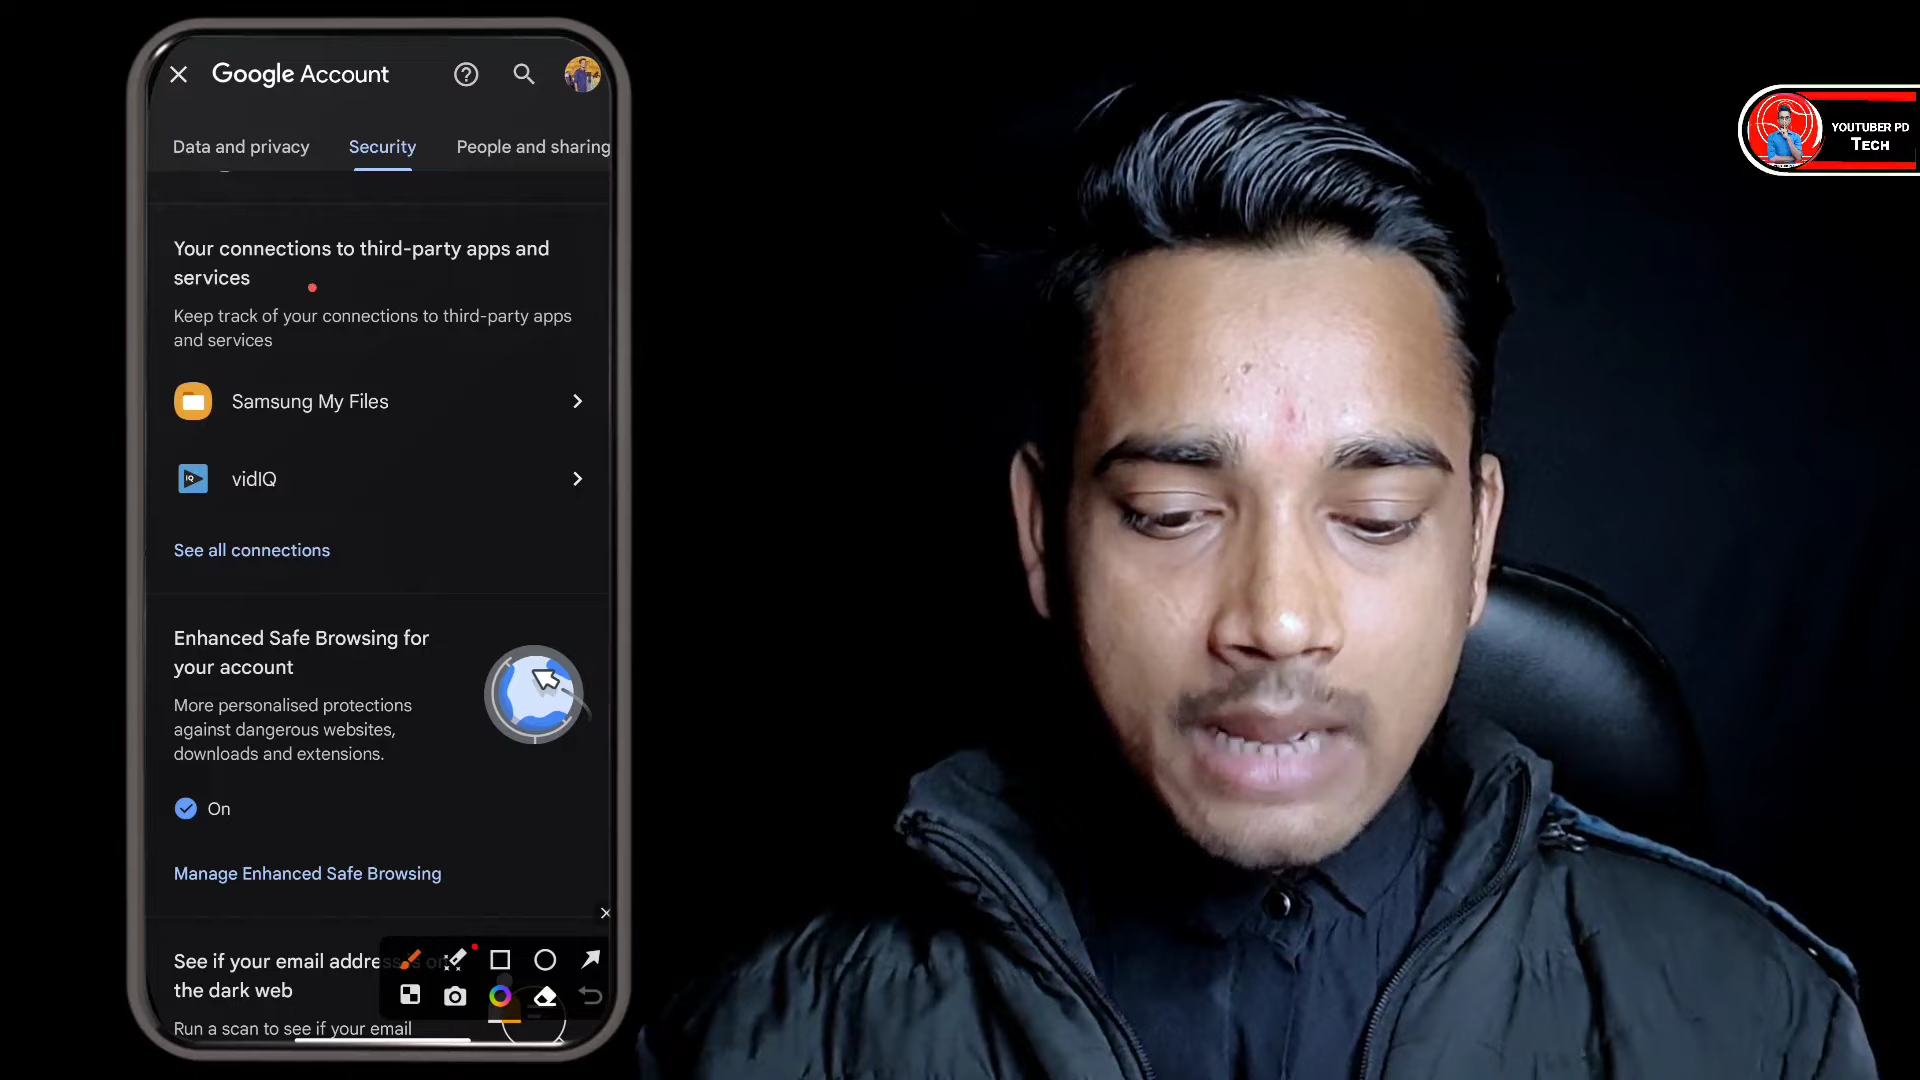 Google Account
Data and privacy
Security
People and sharing
Your connections to third-party apps and
services
Keep track of your connections to third-party apps
and services
Samsung My Files
IQ
vidIQ
See all connections
Enhanced Safe Browsing for
your account
More personalised protections
against dangerous websites,
downloads and extensions.
On
Manage Enhanced Safe Browsing
See if your email addre
the dark web
Run a scan to see if your email
YOUTUBER PD
TECH